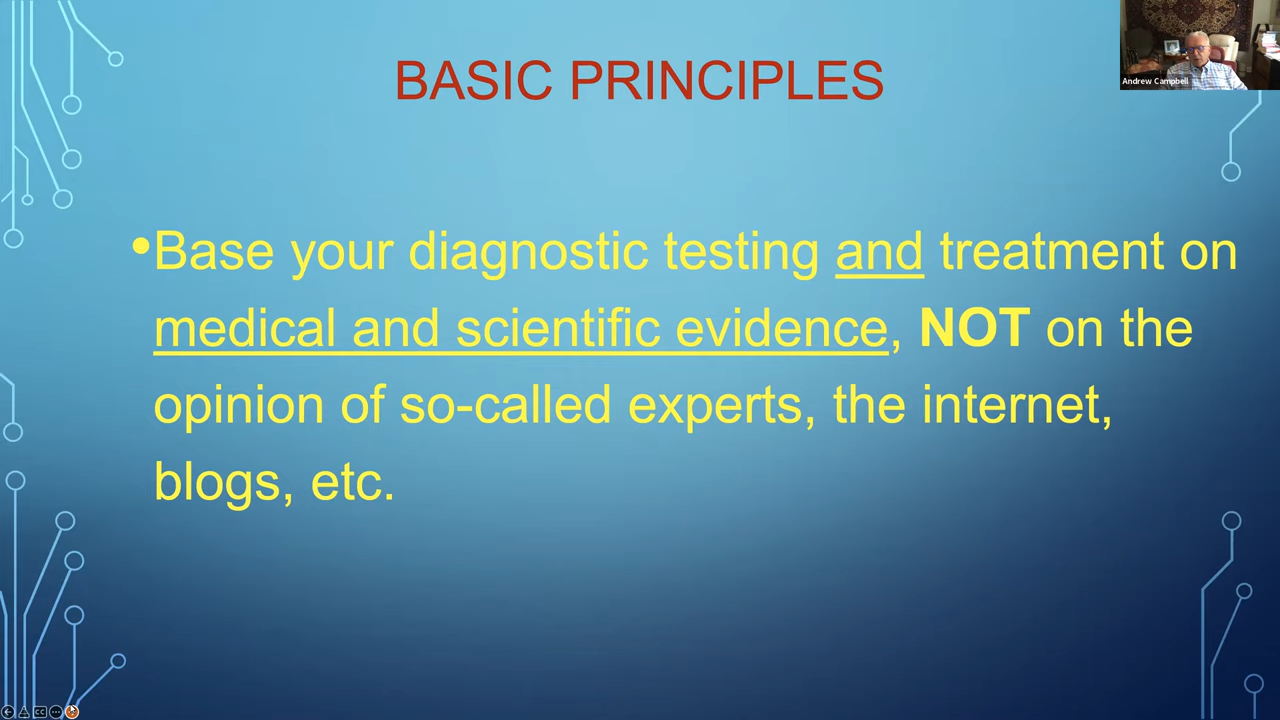 BASIC PRINCIPLES
Andrew Campbell
•Base your diagnostic testing and treatment on
medical and scientific evidence, NOT on the
opinion of so-called experts, the internet,
blogs, etc.